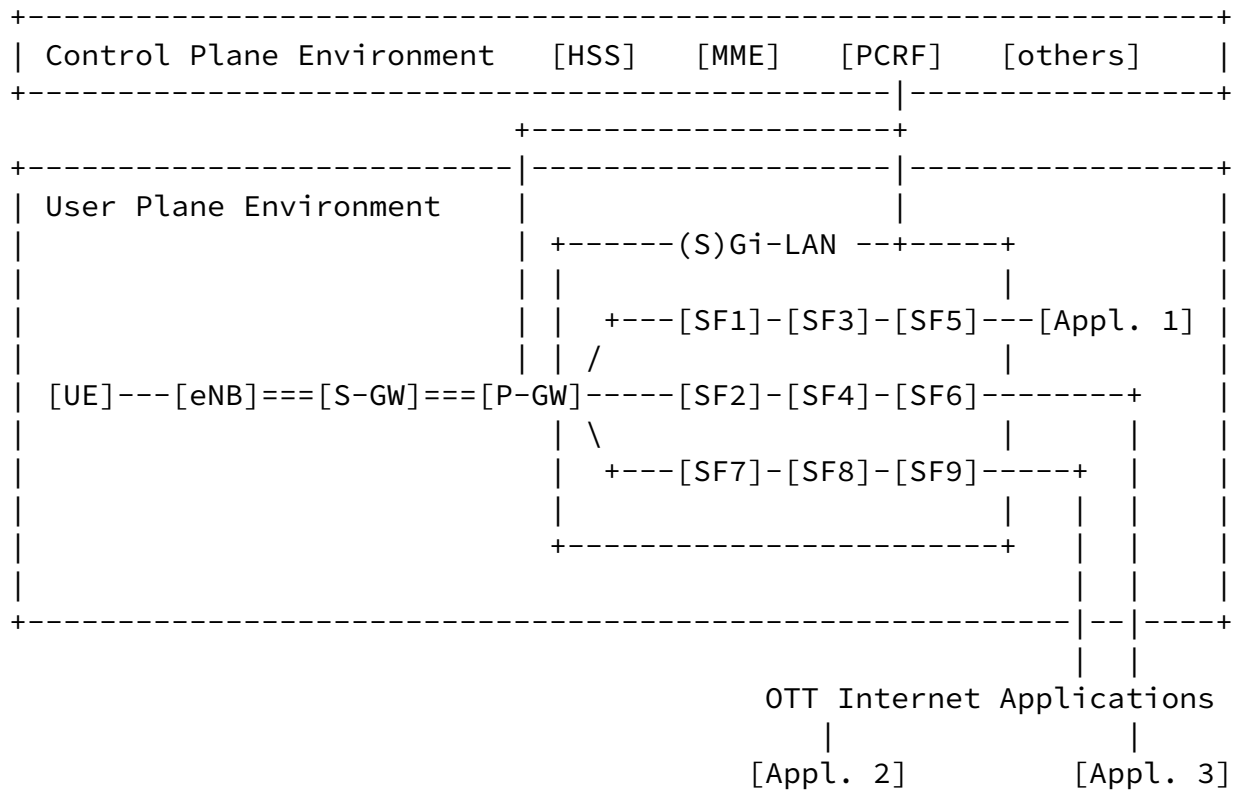 Control Plane Environment [HSS] [MME] [PCRF] [others]
User Plane Environment
(S)Gi-LAN
[SF1]-[SF3]-[SF5]---[Appl. 1]
[UE]---[eNB]===[S-GW]===[P-GW]-----[SF2]-[SF4]-[SF6]
[SF7]-[SF8]-[SF9]
OTT Internet Applications
[Appl. 2] [Appl. 3]